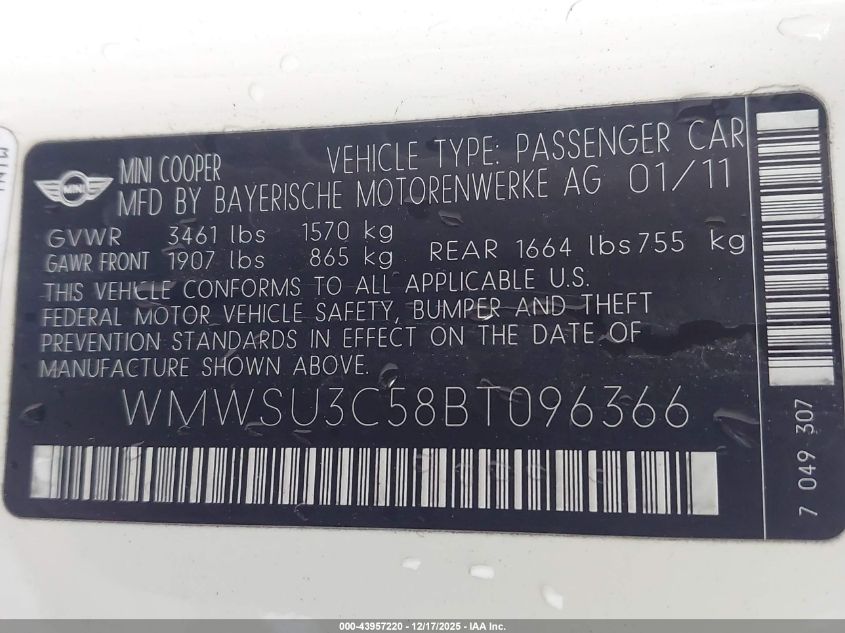 MINI
MINI COOPER VEHICLE TYPE: PASSENGER CAR
MFD BY BAYERISCHE MOTORENWERKE AG 01/11
GVWR 3461 lbs 1570 kg
GAWR FRONT 1907 lbs 865 kg REAR 1664 lbs 755 kg
THIS VEHICLE CONFORMS TO ALL APPLICABLE U.S.
FEDERAL MOTOR VEHICLE SAFETY, BUMPER AND THEFT
PREVENTION STANDARDS IN EFFECT ON THE DATE OF
MANUFACTURE SHOWN ABOVE.
WMWSU3C58BT096366
7 049 307
000-43957220 - 12/17/2025 - IAA Inc.